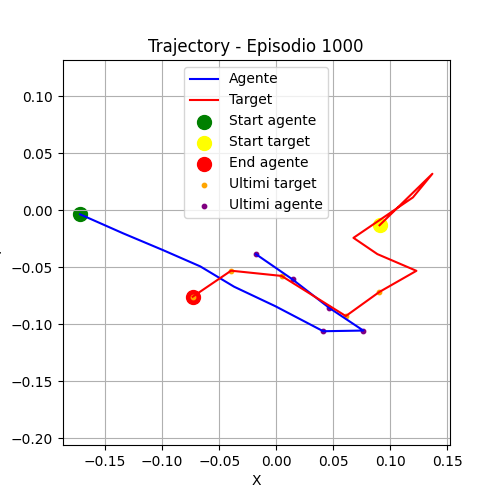 Trajectory - Episodio 1000
Agente
Target
Start agente
Start target
End agente
Ultimi target
Ultimi agente
0.10
0.05
0.00
−0.05
−0.10
−0.15
−0.20
−0.15
−0.10
−0.05
0.00
0.05
0.10
0.15
X